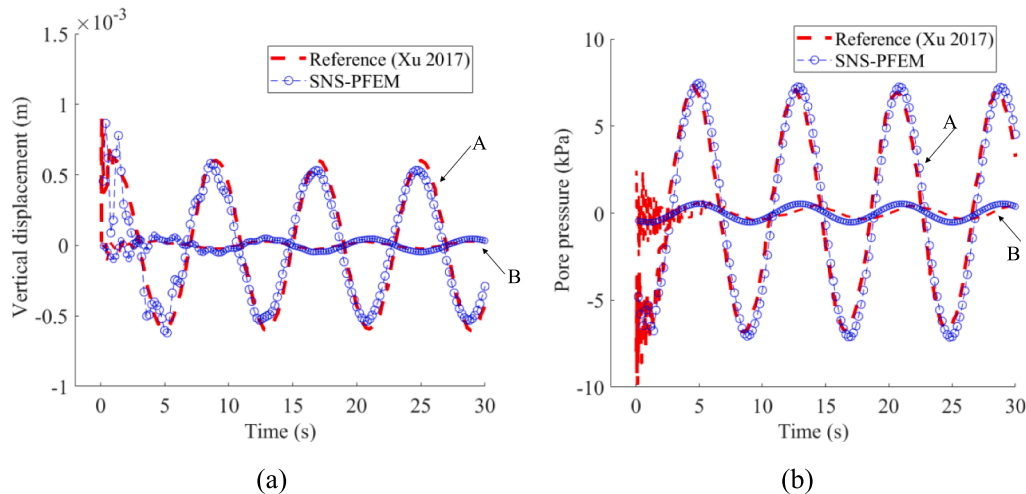 ×10⁻³
1.5
1
0.5
0
-0.5
-1
Vertical displacement (m)
Reference (Xu 2017)
SNS-PFEM
A
B
0 5 10 15 20 25 30
Time (s)
(a)
10
5
0
-5
-10
Pore pressure (kPa)
Reference (Xu 2017)
SNS-PFEM
A
B
0 5 10 15 20 25 30
Time (s)
(b)